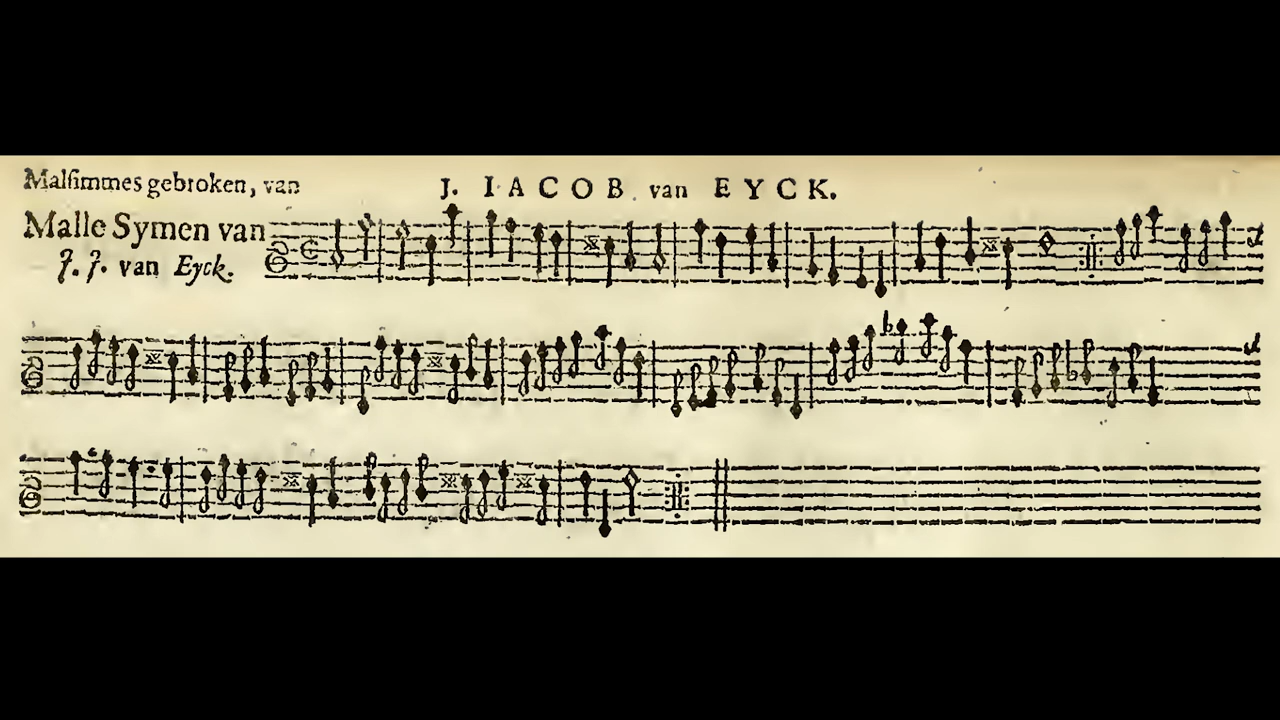 Malſimmes gebroken, van
J. IACOB van EYCK.
Malle Symen van
J. J. van Eyck.